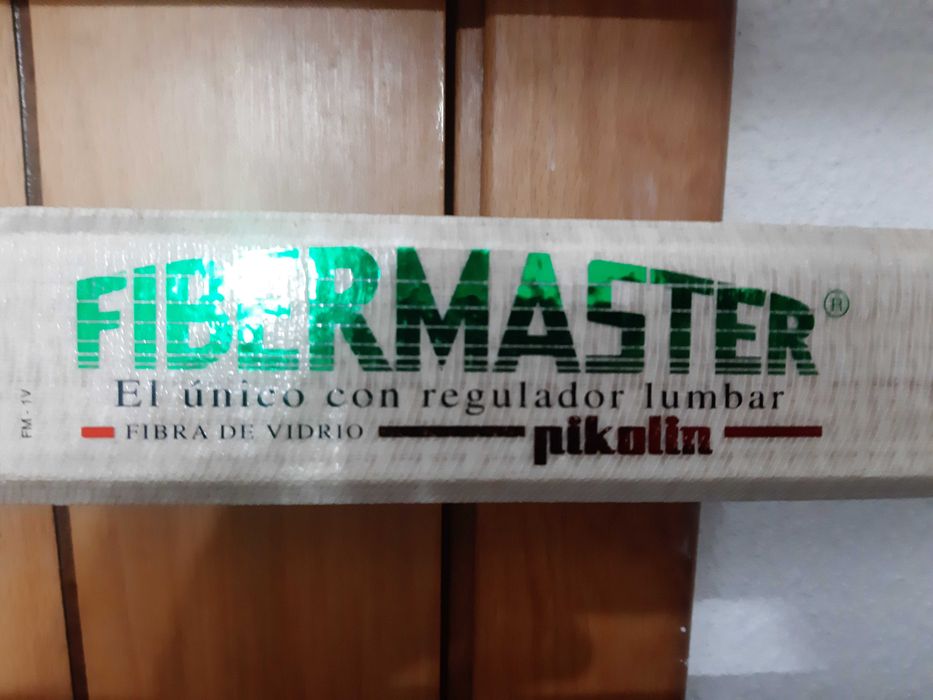 FIBERMASTER®
El único con regulador lumbar
FIBRA DE VIDRIO pikolin
FM - 1V